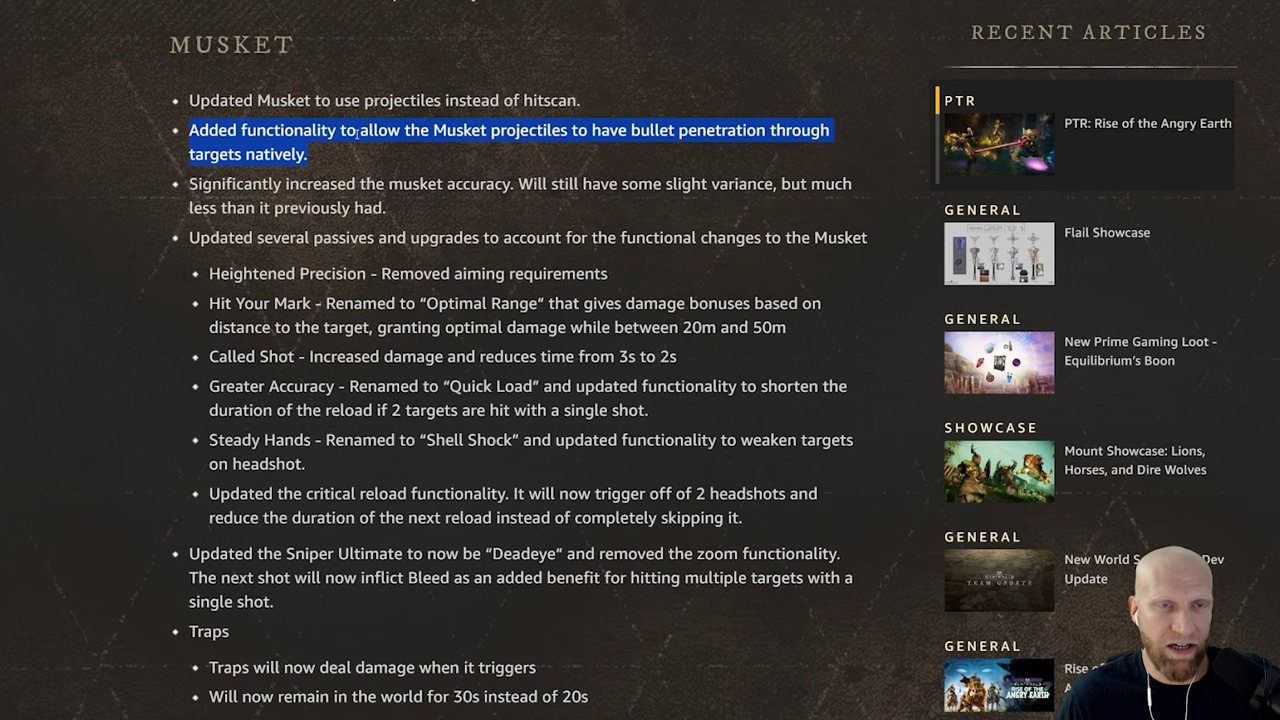 MUSKET
Updated Musket to use projectiles instead of hitscan.
Added functionality to allow the Musket projectiles to have bullet penetration through
targets natively.
Significantly increased the musket accuracy. Will still have some slight variance, but much
less than it previously had.
Updated several passives and upgrades to account for the functional changes to the Musket
Heightened Precision - Removed aiming requirements
Hit Your Mark - Renamed to “Optimal Range“ that gives damage bonuses based on
distance to the target, granting optimal damage while between 20m and 50m
Called Shot - Increased damage and reduces time from 3s to 2s
Greater Accuracy - Renamed to “Quick Load” and updated functionality to shorten the
duration of the reload if 2 targets are hit with a single shot.
Steady Hands - Renamed to “Shell Shock” and updated functionality to weaken targets
on headshot.
Updated the critical reload functionality. It will now trigger off of 2 headshots and
reduce the duration of the next reload instead of completely skipping it.
Updated the Sniper Ultimate to now be “Deadeye” and removed the zoom functionality.
The next shot will now inflict Bleed as an added benefit for hitting multiple targets with a
single shot.
Traps
Traps will now deal damage when it triggers
Will now remain in the world for 30s instead of 20s
RECENT ARTICLES
PTR
PTR: Rise of the Angry Earth
GENERAL
Flail Showcase
GENERAL
New Prime Gaming Loot -
Equilibrium’s Boon
SHOWCASE
Mount Showcase: Lions,
Horses, and Dire Wolves
GENERAL
New World S Dev
Update
TEAM UPDATE
GENERAL
RISE OF THE
ANGRY EARTH